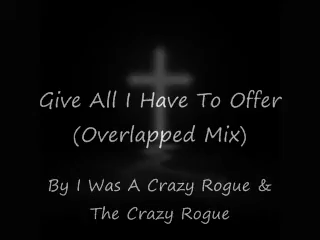 Give All I Have To Offer
(Overlapped Mix)
By I Was A Crazy Rogue &
The Crazy Rogue